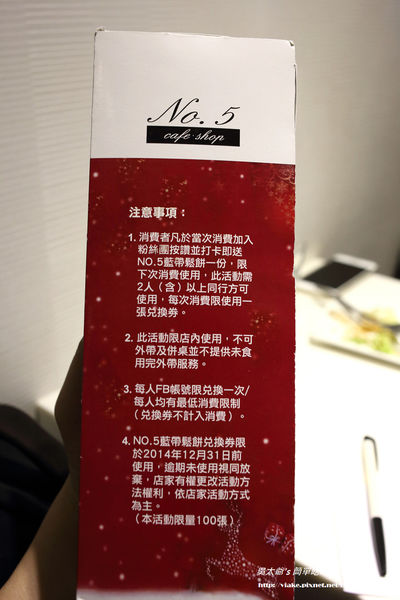 No. 5
cafe·shop
注意事項：
1. 消費者凡於當次消費加入
粉絲團按讚並打卡即送
NO.5藍帶鬆餅一份，限
下次消費使用，此活動需
2人（含）以上同行方可
使用，每次消費限使用一
張兌換券。
2. 此活動限店內使用，不可
外帶及併桌並不提供未食
用完外帶服務。
3. 每人FB帳號限兌換一次/
每人均有最低消費限制
（兌換券不計入消費）。
4. NO.5藍帶鬆餅兌換券限
於2014年12月31日前
使用，逾期未使用視同放
棄，店家有權更改活動方
法權利，依店家活動方式
為主。
（本活動限量100張）
's 簡單
http://viake.pixnet.net